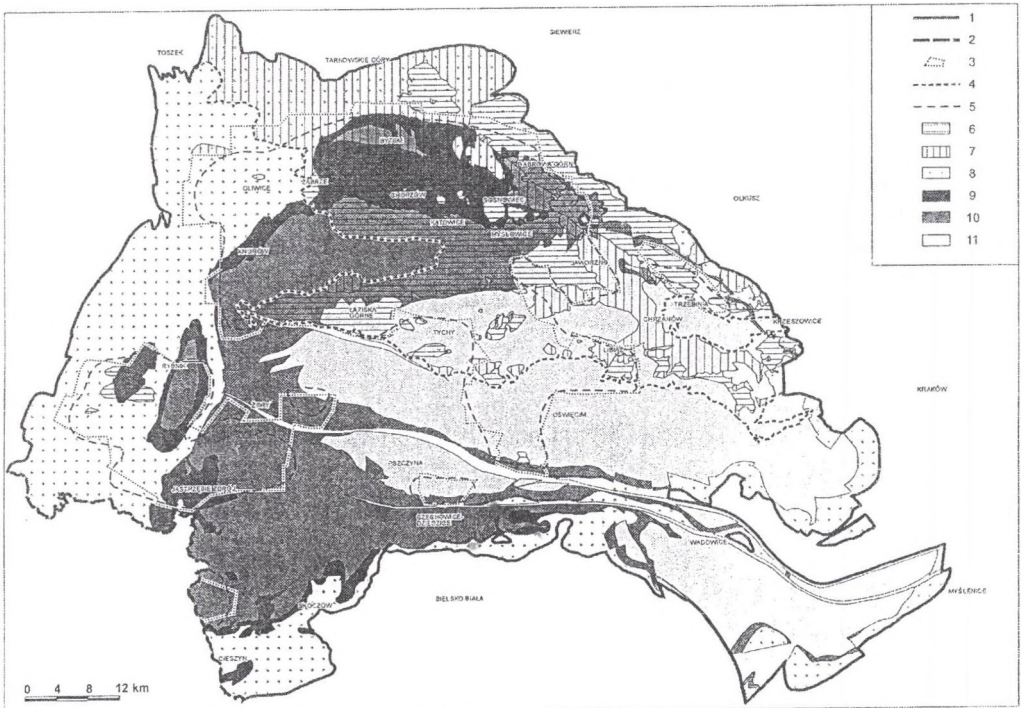 SIEWIERZ
TOSZEK
TARNOWSKIE GÓRY
BYTOM
DĄBROWA GÓRN.
GLIWICE
ZABRZE
CHORZÓW
SOSNOWIEC
OLKUSZ
KATOWICE
MYSŁOWICE
KNURÓW
JAWORZNO
ŁAZISKA
GÓRNE
TYCHY
TRZEBINIA
CHRZANÓW
KRZESZOWICE
LIBIĄŻ
RYBNIK
KRAKÓW
ŻORY
OŚWIĘCIM
PSZCZYNA
JASTRZĘBIE ZDRÓJ
CZECHOWICE-
DZIEDZICE
WADOWICE
BIELSKO BIAŁA
MYŚLENICE
SKOCZÓW
CIESZYN
0 4 8 12 km
1
2
3
4
5
6
7
8
9
10
11